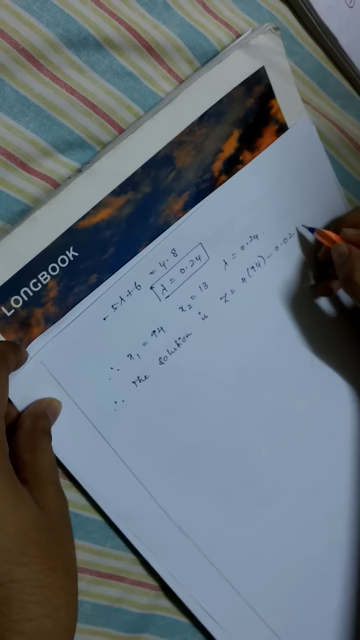 LONGBOOK
- 5λ + 6 - 4.8
λ = 0.24
∴ x₁ = 94 x₂ = 13 λ = 0.24.
∴ the solution is Z = 4(94) - 0.02